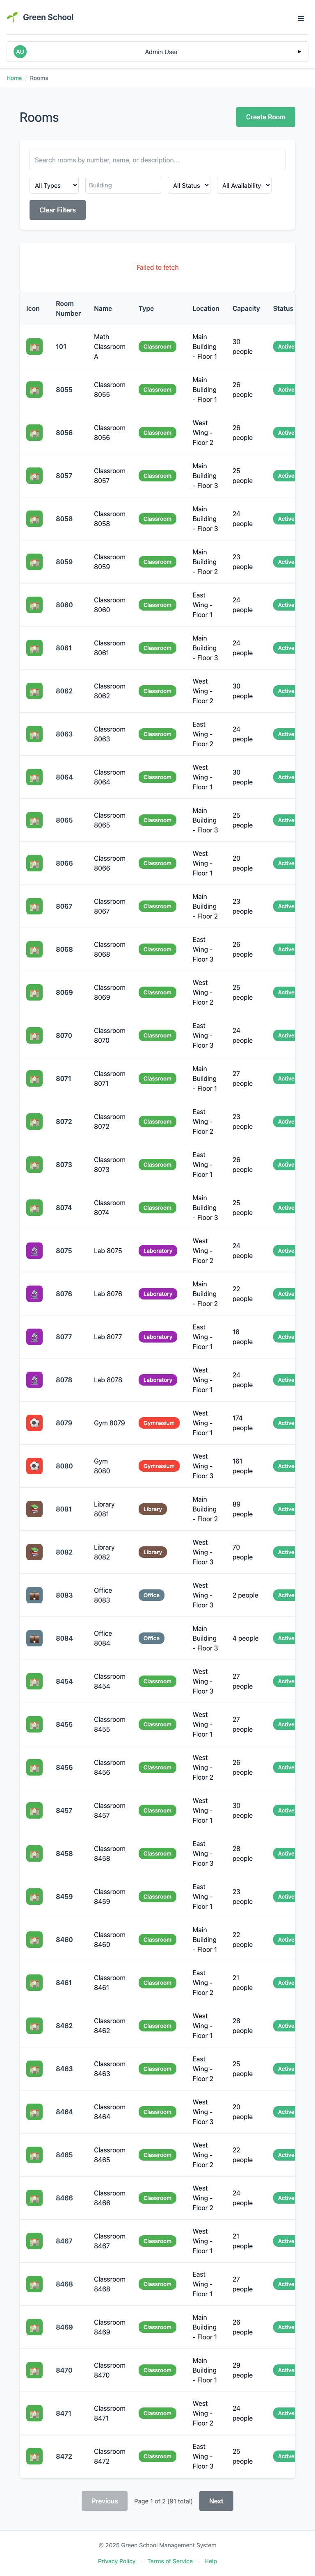 Green School
AU Admin User
Home / Rooms
Rooms
Create Room
Search rooms by number, name, or description...
All Types Building All Status All Availability
Clear Filters
Failed to fetch
Icon Room Number Name Type Location Capacity Status
101 Math Classroom A Classroom Main Building - Floor 1 30 people Active
8055 Classroom 8055 Classroom Main Building - Floor 1 26 people Active
8056 Classroom 8056 Classroom West Wing - Floor 2 26 people Active
8057 Classroom 8057 Classroom Main Building - Floor 3 25 people Active
8058 Classroom 8058 Classroom Main Building - Floor 3 24 people Active
8059 Classroom 8059 Classroom Main Building - Floor 2 23 people Active
8060 Classroom 8060 Classroom East Wing - Floor 1 24 people Active
8061 Classroom 8061 Classroom Main Building - Floor 3 24 people Active
8062 Classroom 8062 Classroom West Wing - Floor 2 30 people Active
8063 Classroom 8063 Classroom East Wing - Floor 2 24 people Active
8064 Classroom 8064 Classroom West Wing - Floor 1 30 people Active
8065 Classroom 8065 Classroom Main Building - Floor 3 25 people Active
8066 Classroom 8066 Classroom West Wing - Floor 1 20 people Active
8067 Classroom 8067 Classroom Main Building - Floor 2 23 people Active
8068 Classroom 8068 Classroom East Wing - Floor 3 26 people Active
8069 Classroom 8069 Classroom West Wing - Floor 2 25 people Active
8070 Classroom 8070 Classroom East Wing - Floor 3 24 people Active
8071 Classroom 8071 Classroom Main Building - Floor 1 27 people Active
8072 Classroom 8072 Classroom East Wing - Floor 2 23 people Active
8073 Classroom 8073 Classroom East Wing - Floor 1 26 people Active
8074 Classroom 8074 Classroom Main Building - Floor 3 25 people Active
8075 Lab 8075 Laboratory West Wing - Floor 2 24 people Active
8076 Lab 8076 Laboratory Main Building - Floor 2 22 people Active
8077 Lab 8077 Laboratory East Wing - Floor 1 16 people Active
8078 Lab 8078 Laboratory West Wing - Floor 1 24 people Active
8079 Gym 8079 Gymnasium West Wing - Floor 1 174 people Active
8080 Gym 8080 Gymnasium West Wing - Floor 3 161 people Active
8081 Library 8081 Library Main Building - Floor 2 89 people Active
8082 Library 8082 Library West Wing - Floor 3 70 people Active
8083 Office 8083 Office West Wing - Floor 3 2 people Active
8084 Office 8084 Office Main Building - Floor 3 4 people Active
8454 Classroom 8454 Classroom West Wing - Floor 3 27 people Active
8455 Classroom 8455 Classroom West Wing - Floor 1 27 people Active
8456 Classroom 8456 Classroom West Wing - Floor 2 26 people Active
8457 Classroom 8457 Classroom West Wing - Floor 1 30 people Active
8458 Classroom 8458 Classroom East Wing - Floor 3 28 people Active
8459 Classroom 8459 Classroom East Wing - Floor 1 23 people Active
8460 Classroom 8460 Classroom Main Building - Floor 1 22 people Active
8461 Classroom 8461 Classroom East Wing - Floor 2 21 people Active
8462 Classroom 8462 Classroom West Wing - Floor 1 28 people Active
8463 Classroom 8463 Classroom East Wing - Floor 2 25 people Active
8464 Classroom 8464 Classroom West Wing - Floor 3 20 people Active
8465 Classroom 8465 Classroom West Wing - Floor 2 22 people Active
8466 Classroom 8466 Classroom West Wing - Floor 2 24 people Active
8467 Classroom 8467 Classroom West Wing - Floor 1 21 people Active
8468 Classroom 8468 Classroom East Wing - Floor 1 27 people Active
8469 Classroom 8469 Classroom Main Building - Floor 1 26 people Active
8470 Classroom 8470 Classroom Main Building - Floor 1 29 people Active
8471 Classroom 8471 Classroom West Wing - Floor 2 24 people Active
8472 Classroom 8472 Classroom East Wing - Floor 3 25 people Active
Previous Page 1 of 2 (91 total) Next
© 2025 Green School Management System
Privacy Policy Terms of Service Help